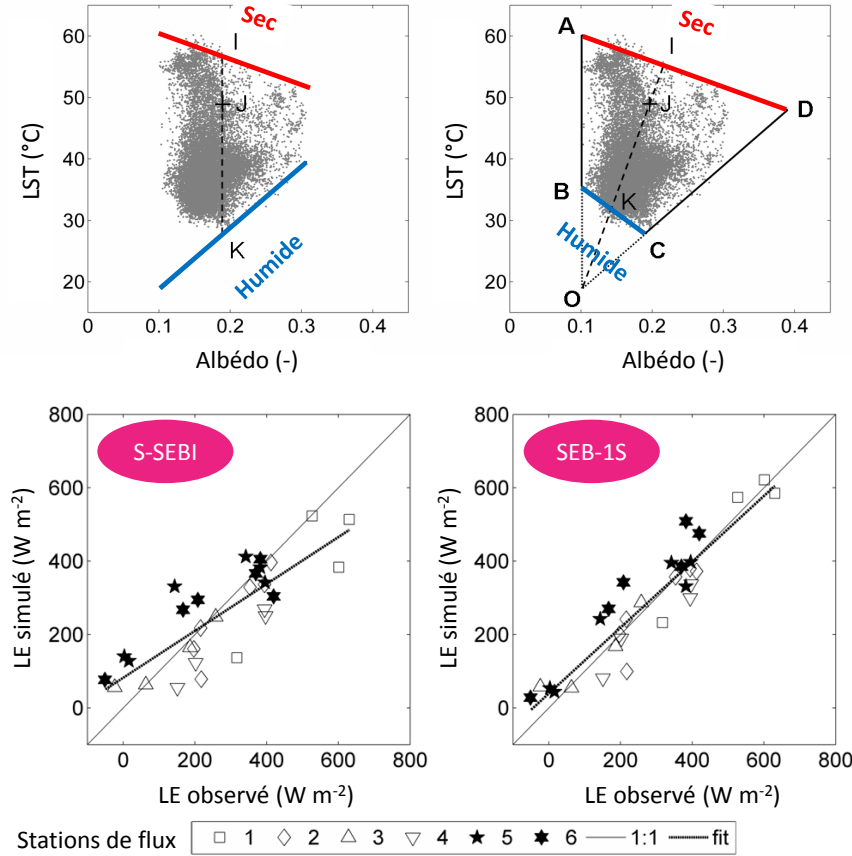 Sec
I
60
50
40
30
20
J
K
LST (°C)
Humide
0
0.1
0.2
0.3
0.4
Albédo (-)
Sec
A
I
60
50
40
30
20
J
D
B
K
C
O
LST (°C)
Humide
0
0.1
0.2
0.3
0.4
Albédo (-)
S-SEBI
800
600
400
200
0
LE simulé (W m-2)
0
200
400
600
800
LE observé (W m-2)
SEB-1S
800
600
400
200
0
LE simulé (W m-2)
0
200
400
600
800
LE observé (W m-2)
Stations de flux 1 2 3 4 5 6 1:1 fit